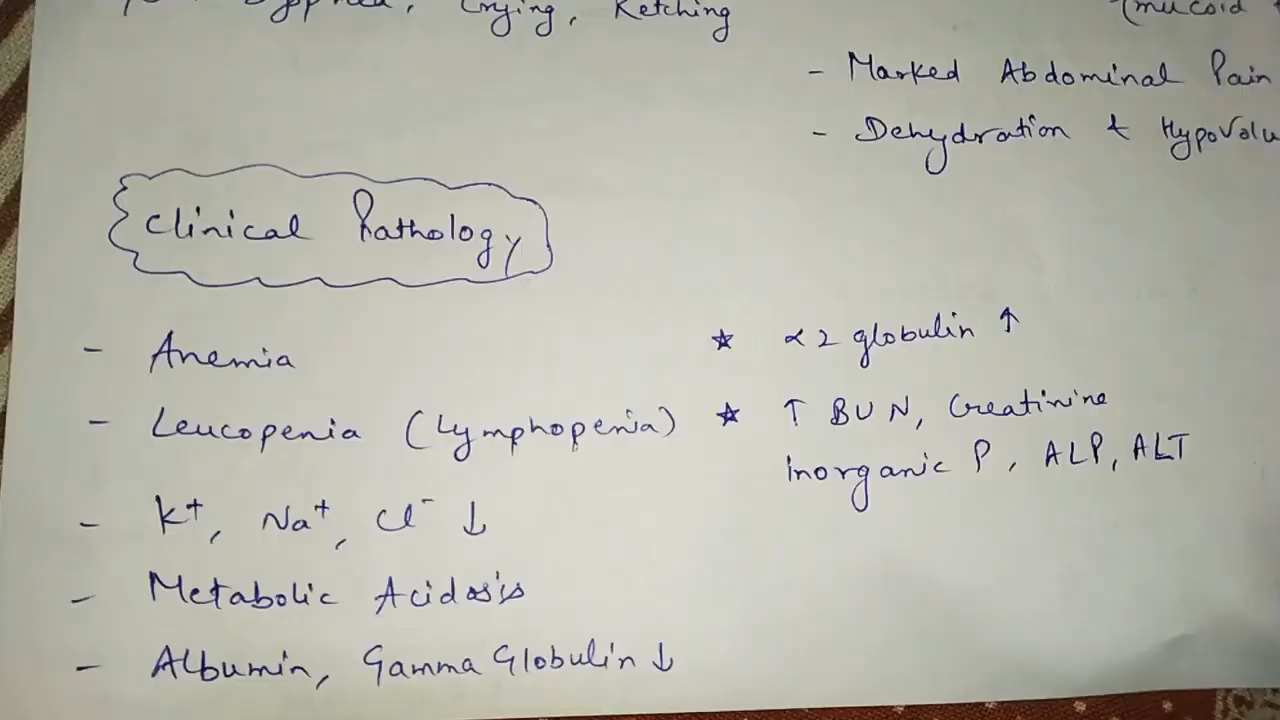 Crying, Retching
(mucoid
- Marked Abdominal Pain
- Dehydration &
Clinical Pathology
- Anemia
- Leucopenia (Lymphopenia)
- K⁺, Na⁺, Cl⁻ ↓
- Metabolic Acidosis
- Albumin, Gamma Globulin ↓
☆ α2 globulin ↑
☆ ↑ BUN, Creatinine
inorganic P, ALP, ALT